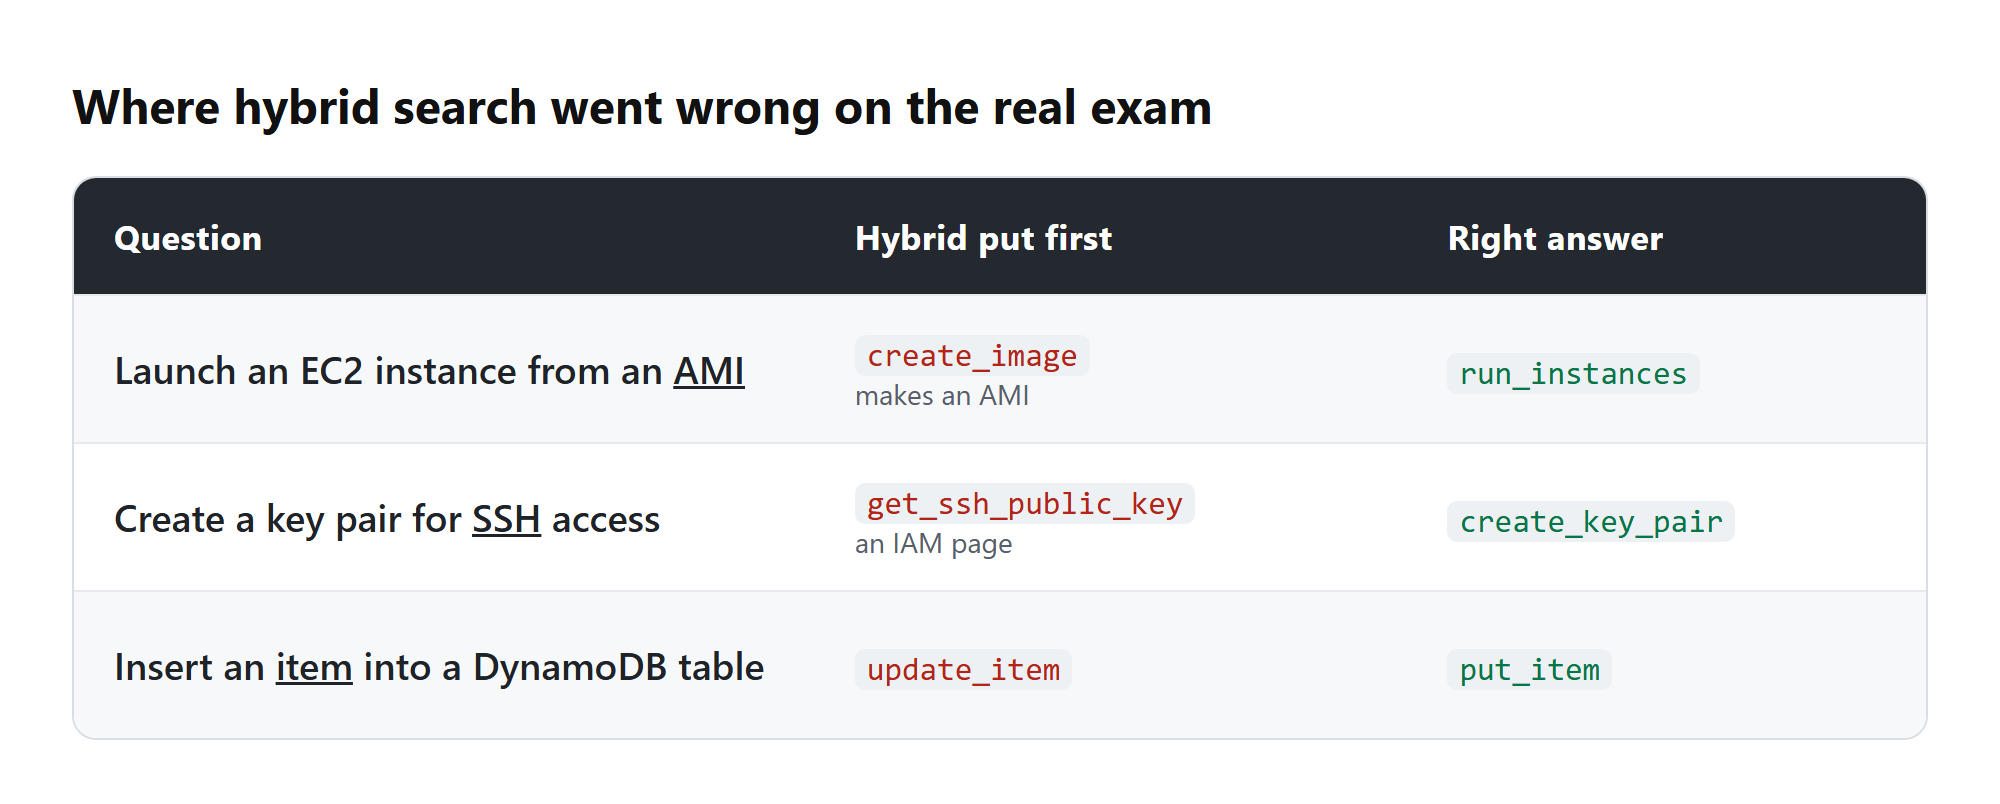 Where hybrid search went wrong on the real exam
Question Hybrid put first Right answer
Launch an EC2 instance from an AMI create_image run_instances
makes an AMI
Create a key pair for SSH access get_ssh_public_key create_key_pair
an IAM page
Insert an item into a DynamoDB table update_item put_item